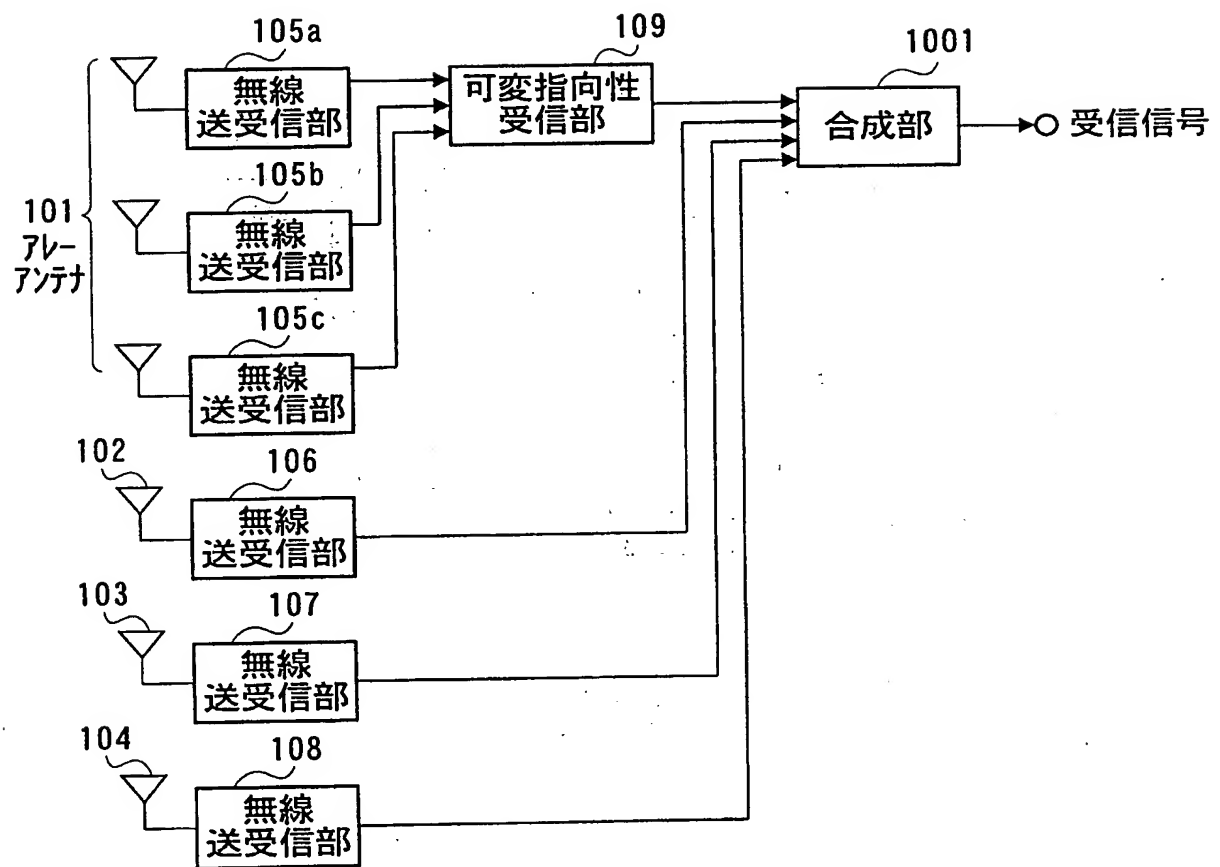 105a
無線
送受信部
109
可変指向性
受信部
1001
合成部
受信信号
101
アレー
アンテナ
105b
無線
送受信部
105c
無線
送受信部
102
106
無線
送受信部
103
107
無線
送受信部
104
108
無線
送受信部